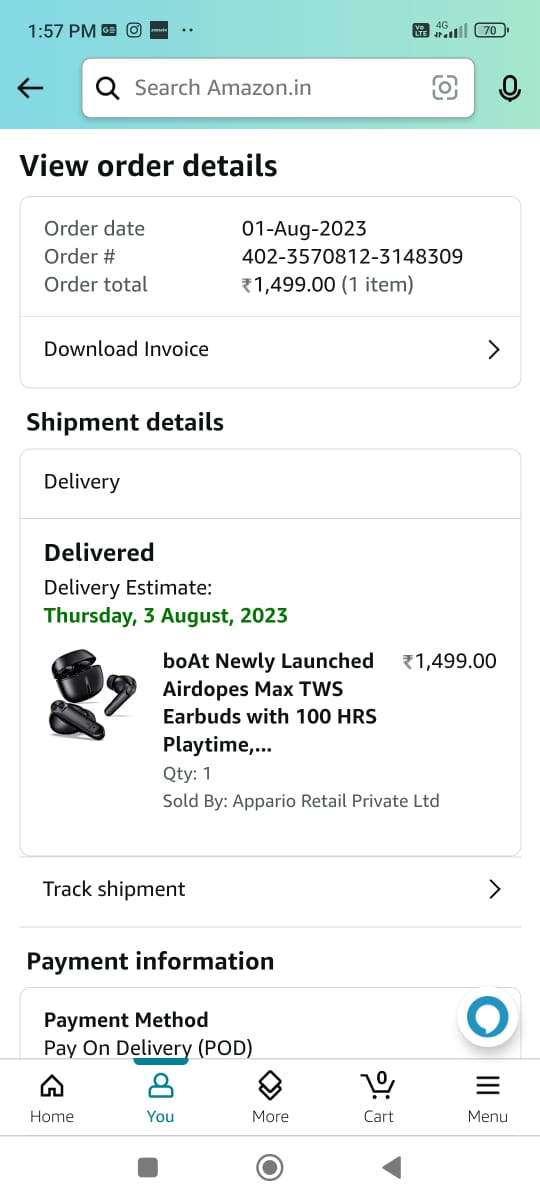 1:57 PM
Vo LTE 4G 70
Search Amazon.in
View order details
Order date 01-Aug-2023
Order # 402-3570812-3148309
Order total ₹1,499.00 (1 item)
Download Invoice
Shipment details
Delivery
Delivered
Delivery Estimate:
Thursday, 3 August, 2023
boAt Newly Launched ₹1,499.00
Airdopes Max TWS
Earbuds with 100 HRS
Playtime,...
Qty: 1
Sold By: Appario Retail Private Ltd
Track shipment
Payment information
Payment Method
Pay On Delivery (POD)
0
Home You More Cart Menu